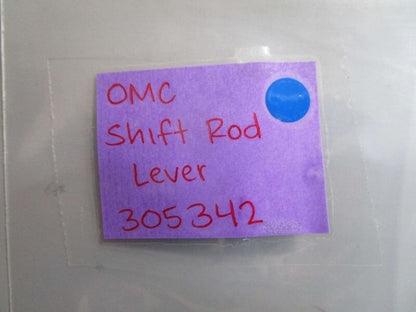 OMC
Shift Rod
Lever
305342